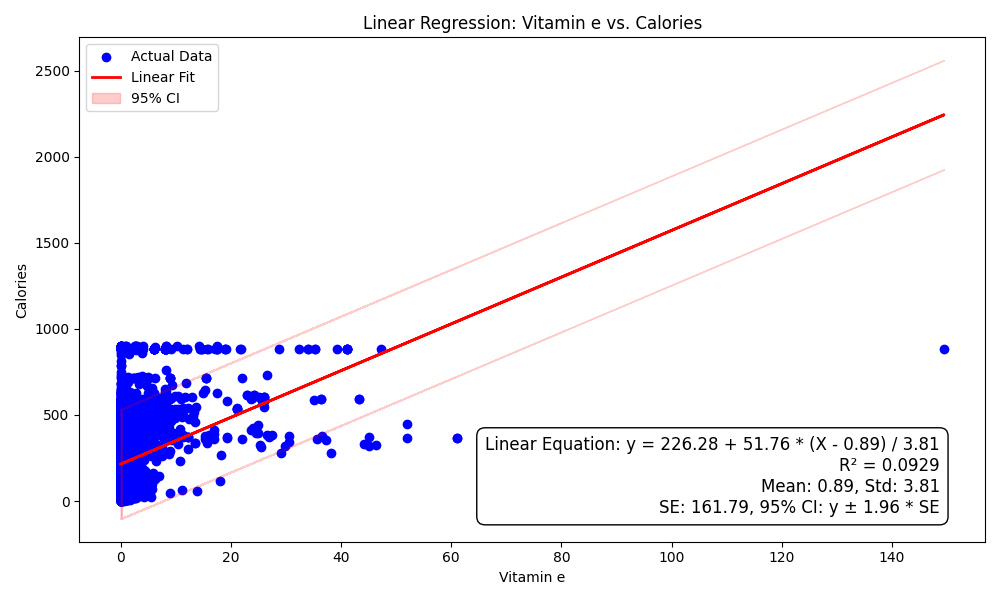 Linear Regression: Vitamin e vs. Calories
Actual Data
Linear Fit
95% CI
Calories
2500
2000
1500
1000
500
0
Linear Equation: y = 226.28 + 51.76 * (X - 0.89) / 3.81
R² = 0.0929
Mean: 0.89, Std: 3.81
SE: 161.79, 95% CI: y ± 1.96 * SE
0 20 40 60 80 100 120 140
Vitamin e